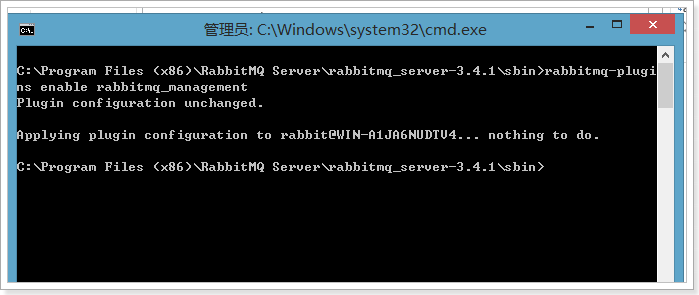 管理员: C:\Windows\system32\cmd.exe
C:\Program Files (x86)\RabbitMQ Server\rabbitmq_server-3.4.1\sbin>rabbitmq-plugi
ns enable rabbitmq_management
Plugin configuration unchanged.
Applying plugin configuration to rabbit@WIN-A1JA6NUDTV4... nothing to do.
C:\Program Files (x86)\RabbitMQ Server\rabbitmq_server-3.4.1\sbin>